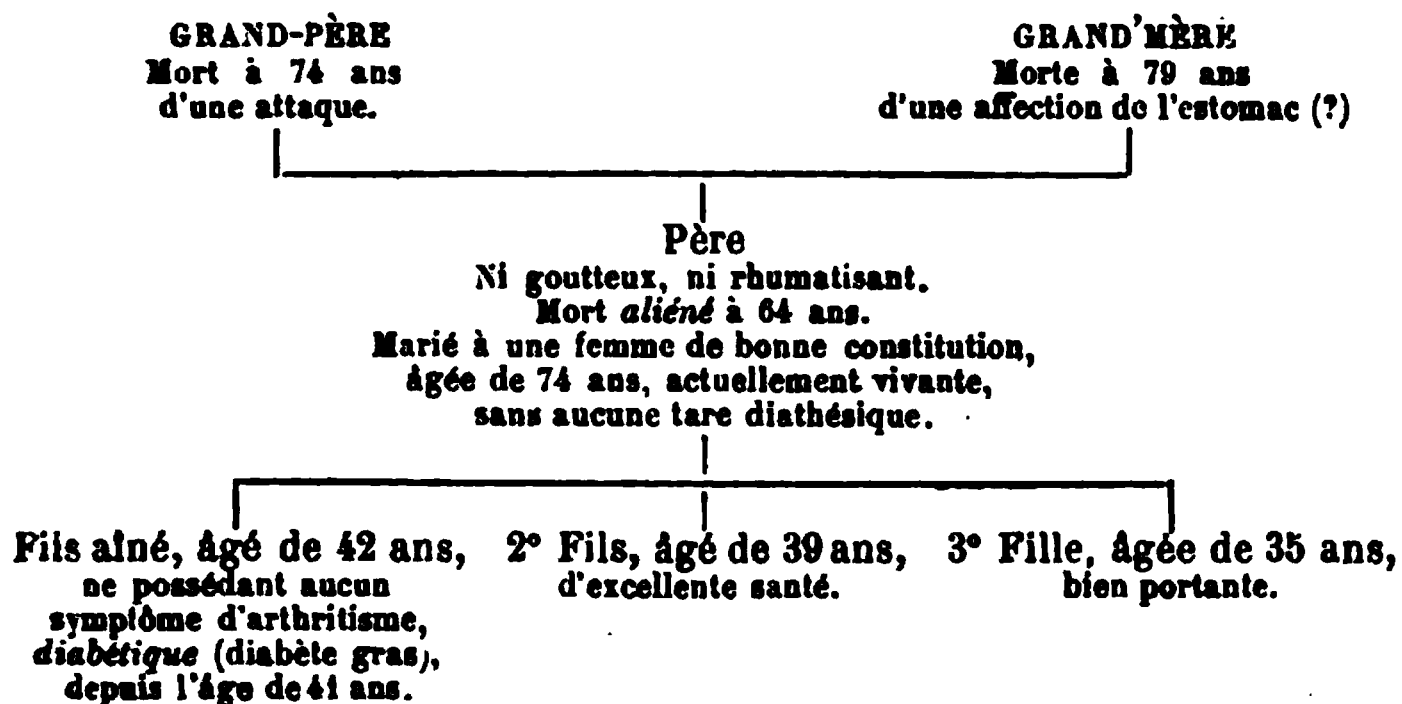 GRAND-PÈRE
Mort à 74 ans
d'une attaque.
GRAND'MÈRE
Morte à 79 ans
d'une affection de l'estomac (?)
Père
Ni goutteux, ni rhumatisant.
Mort aliéné à 64 ans.
Marié à une femme de bonne constitution,
âgée de 74 ans, actuellement vivante,
sans aucune tare diathésique.
Fils aîné, âgé de 42 ans,
ne possédant aucun
symptôme d'arthritisme,
diabétique (diabète gras),
depuis l'âge de 41 ans.
2° Fils, âgé de 39 ans,
d'excellente santé.
3° Fille, âgée de 35 ans,
bien portante.